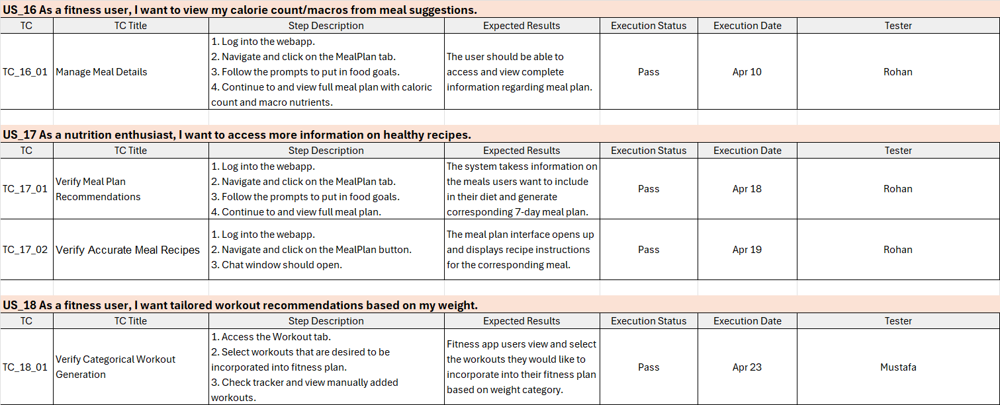 US_16 As a fitness user, I want to view my calorie count/macros from meal suggestions.
TC TC Title Step Description Expected Results Execution Status Execution Date Tester
TC_16_01
Manage Meal Details
1. Log into the webapp.
2. Navigate and click on the MealPlan tab.
3. Follow the prompts to put in food goals.
4. Continue to and view full meal plan with caloric
count and macro nutrients.
The user should be able to
access and view complete
information regarding meal plan.
Pass
Apr 10
Rohan
US_17 As a nutrition enthusiast, I want to access more information on healthy recipes.
TC TC Title Step Description Expected Results Execution Status Execution Date Tester
TC_17_01
Verify Meal Plan
Recommendations
1. Log into the webapp.
2. Navigate and click on the MealPlan tab.
3. Follow the prompts to put in food goals.
4. Continue to and view full meal plan.
The system takess information on
the meals users want to include
in their diet and generate
corresponding 7-day meal plan.
Pass
Apr 18
Rohan
TC_17_02
Verify Accurate Meal Recipes
1. Log into the webapp.
2. Navigate and click on the MealPlan button.
3. Chat window should open.
The meal plan interface opens up
and displays recipe instructions
for the corresponding meal.
Pass
Apr 19
Rohan
US_18 As a fitness user, I want tailored workout recommendations based on my weight.
TC TC Title Step Description Expected Results Execution Status Execution Date Tester
TC_18_01
Verify Categorical Workout
Generation
1. Access the Workout tab.
2. Select workouts that are desired to be
incorporated into fitness plan.
3. Check tracker and view manually added
workouts.
Fitness app users view and select
the workouts they would like to
incorporate into their fitness plan
based on weight category.
Pass
Apr 23
Mustafa